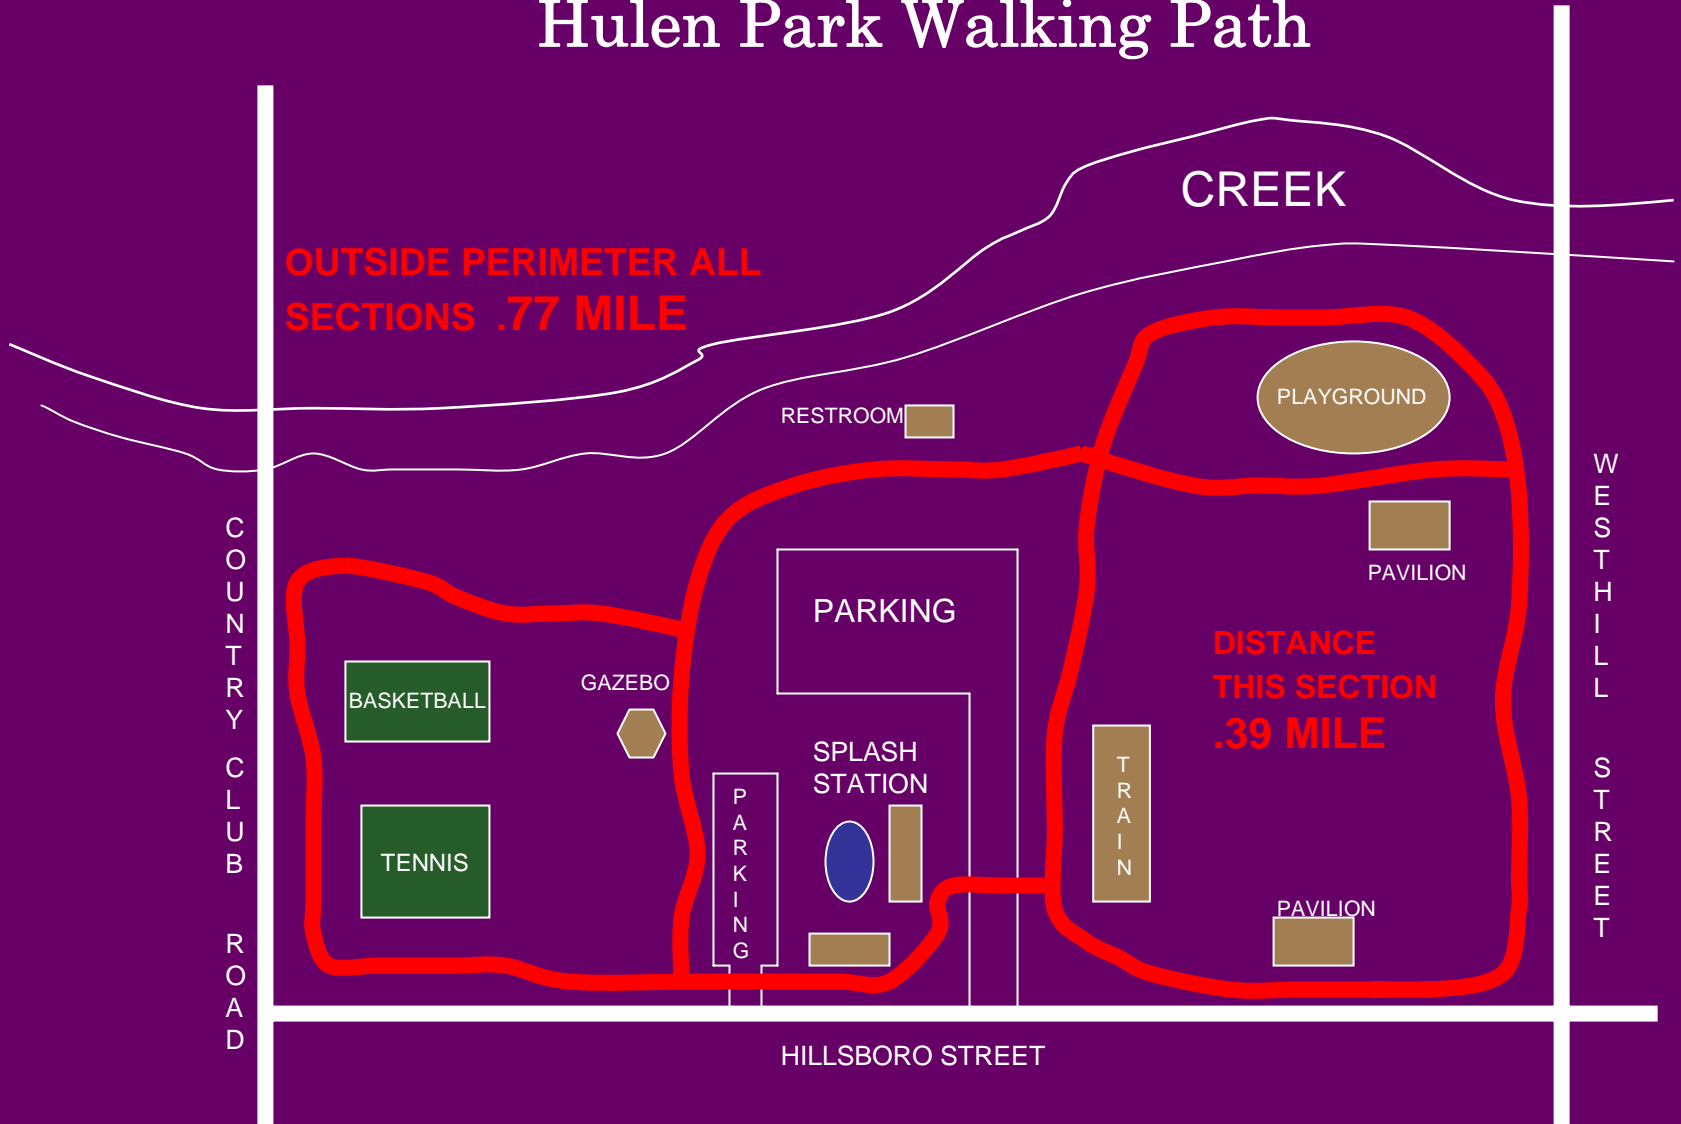 Hulen Park Walking Path
CREEK
OUTSIDE PERIMETER ALL
SECTIONS .77 MILE
RESTROOM
PLAYGROUND
PAVILION
PARKING
DISTANCE
THIS SECTION
.39 MILE
GAZEBO
BASKETBALL
SPLASH
STATION
PARKING
TRAIN
TENNIS
PAVILION
COUNTRY CLUB ROAD
WESTHILL STREET
HILLSBORO STREET